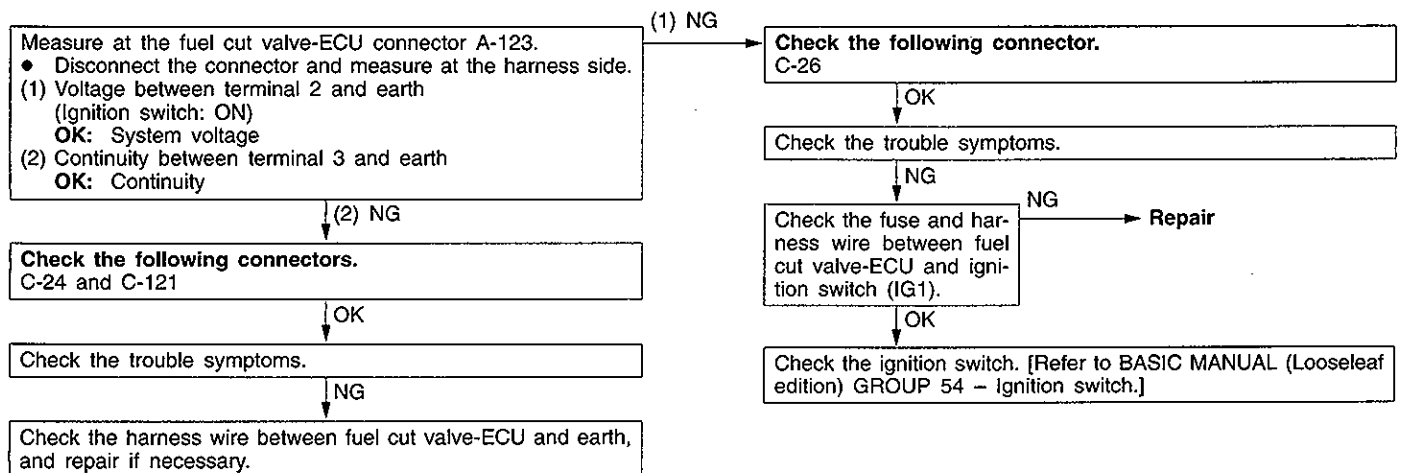 Measure at the fuel cut valve-ECU connector A-123.
● Disconnect the connector and measure at the harness side.
(1) Voltage between terminal 2 and earth
(Ignition switch: ON)
OK: System voltage
(2) Continuity between terminal 3 and earth
OK: Continuity
(2) NG
Check the following connectors.
C-24 and C-121
OK
Check the trouble symptoms.
NG
Check the harness wire between fuel cut valve-ECU and earth,
and repair if necessary.
(1) NG
Check the following connector.
C-26
OK
Check the trouble symptoms.
NG
Check the fuse and har-
ness wire between fuel
cut valve-ECU and igni-
tion switch (IG1).
NG
Repair
OK
Check the ignition switch. [Refer to BASIC MANUAL (Looseleaf
edition) GROUP 54 – Ignition switch.]